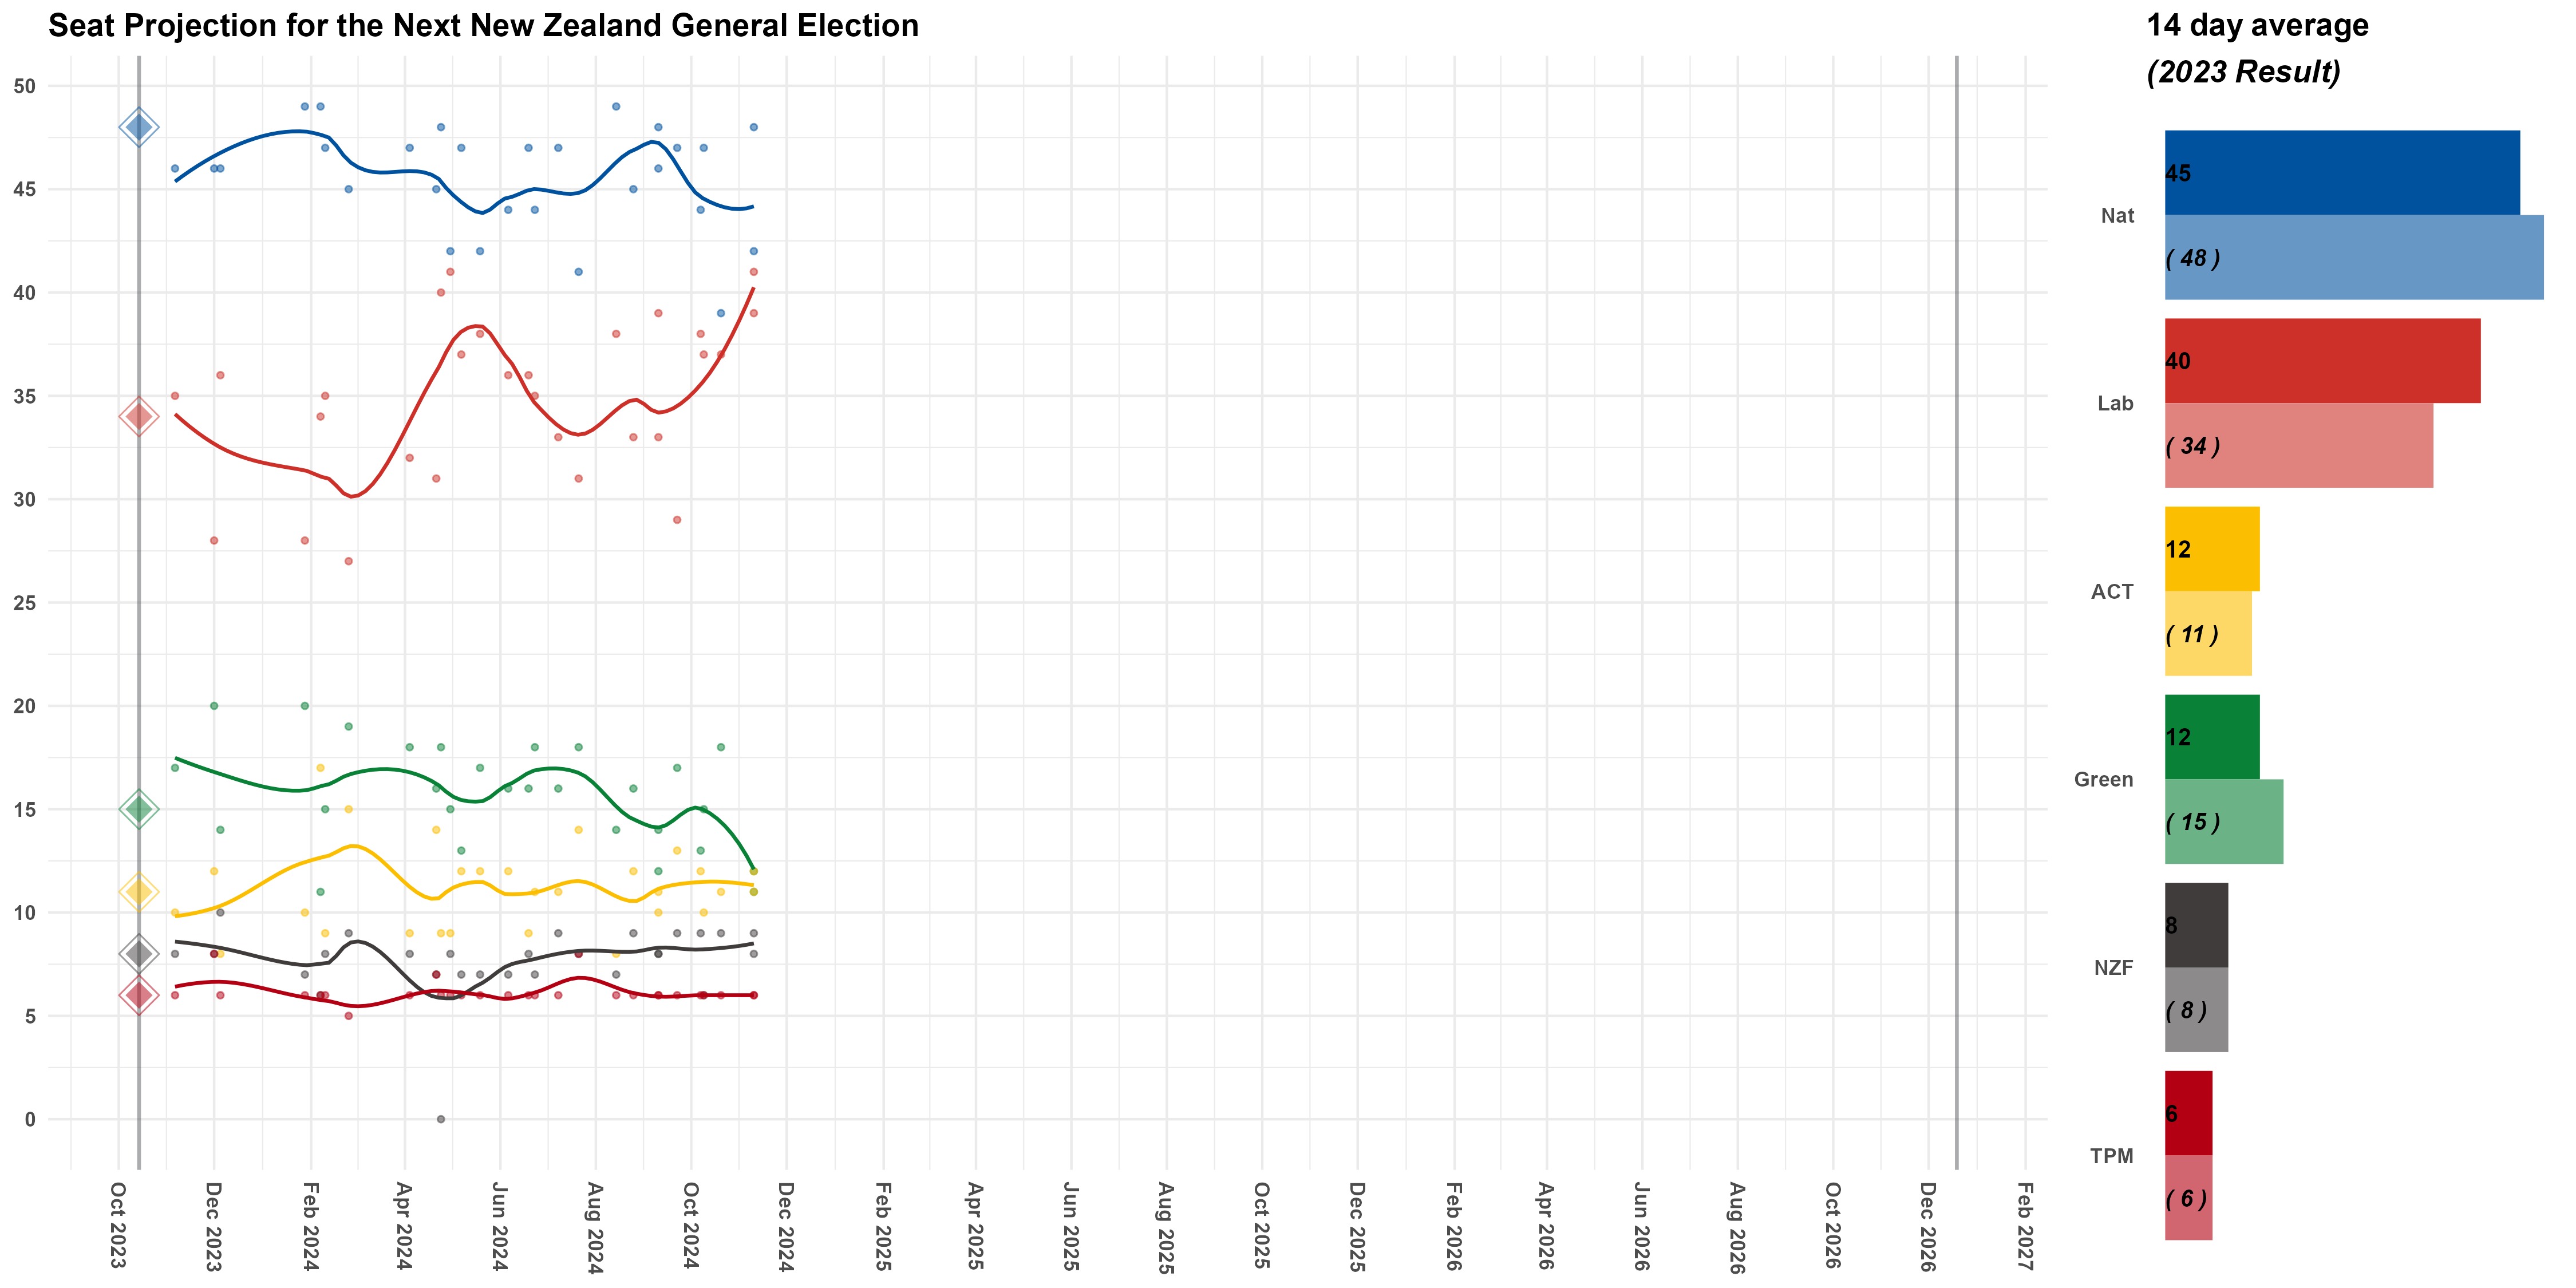 Seat Projection for the Next New Zealand General Election
50
45
40
35
30
25
20
15
10
5
0
Oct 2023
Dec 2023
Feb 2024
Apr 2024
Jun 2024
Aug 2024
Oct 2024
Dec 2024
Feb 2025
Apr 2025
Jun 2025
Aug 2025
Oct 2025
Dec 2025
Feb 2026
Apr 2026
Jun 2026
Aug 2026
Oct 2026
Dec 2026
Feb 2027
14 day average
(2023 Result)
Nat
45
( 48 )
Lab
40
( 34 )
ACT
12
( 11 )
Green
12
( 15 )
NZF
8
( 8 )
TPM
6
( 6 )